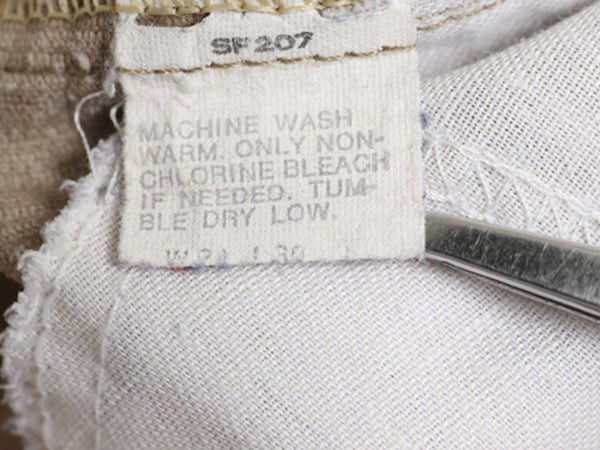 SF 207
MACHINE WASH
WARM. ONLY NON-
CHLORINE BLEACH
IF NEEDED. TUM-
BLE DRY LOW.